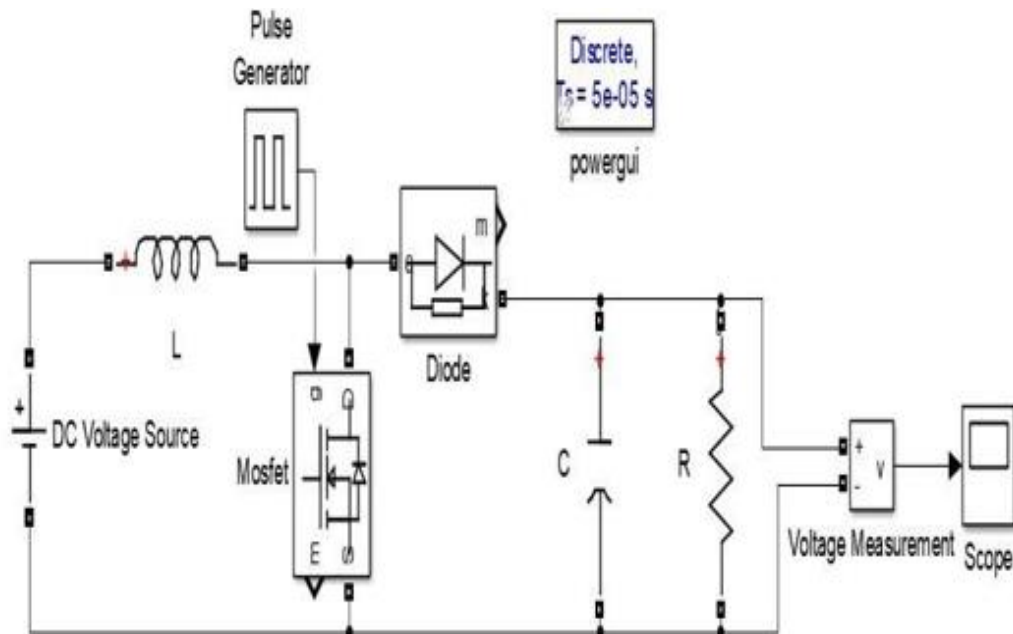 Pulse
Generator
Discrete,
Ts = 5e-05 s
powergui
m
a
k
L
Diode
DC Voltage Source
+
Mosfet
g
D
m
S
C
R
+
-
v
Voltage Measurement
Scope